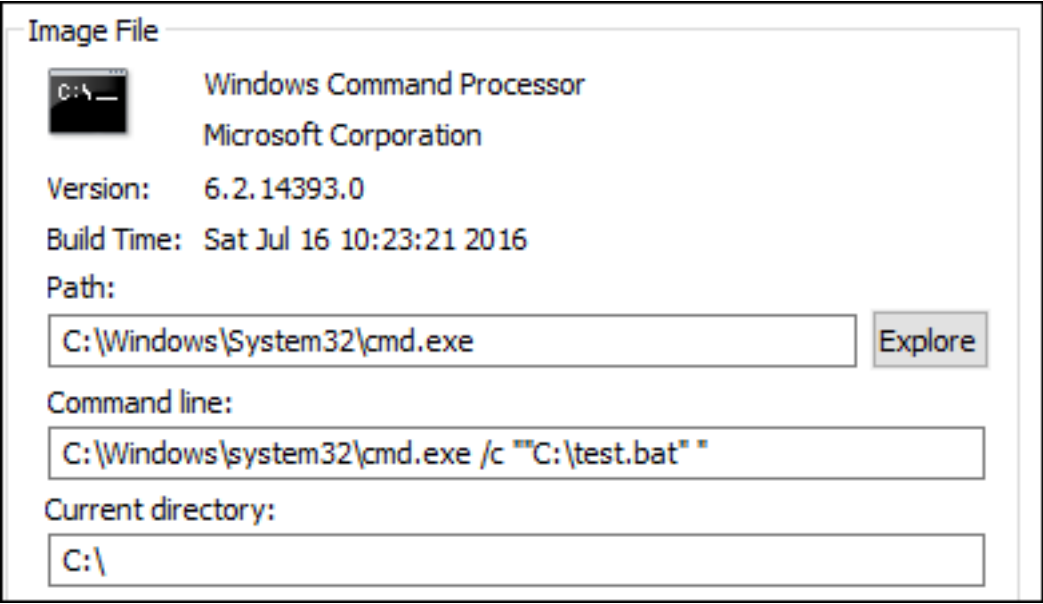 Image File
C:\
Windows Command Processor
Microsoft Corporation
Version: 6.2.14393.0
Build Time: Sat Jul 16 10:23:21 2016
Path:
C:\Windows\System32\cmd.exe Explore
Command line:
C:\Windows\system32\cmd.exe /c ""C:\test.bat" "
Current directory:
C:\